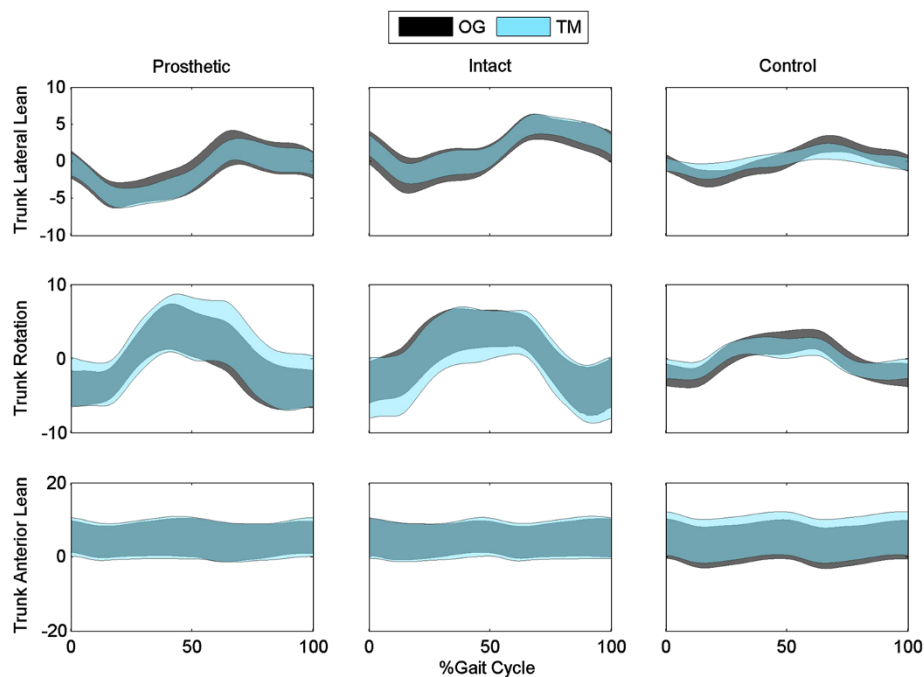 OG TM
Prosthetic Intact Control
Trunk Lateral Lean
10
5
0
-5
-10
Trunk Rotation
10
0
-10
Trunk Anterior Lean
20
0
-20
0 50 100 0 50 100 0 50 100
%Gait Cycle